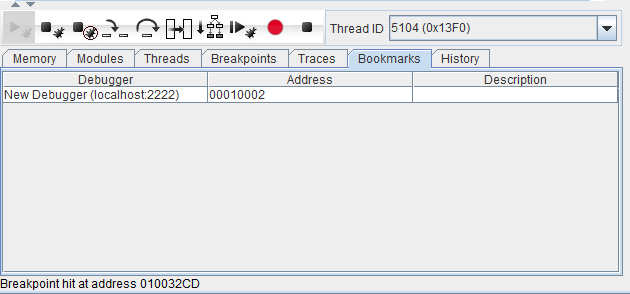 Thread ID 5104 (0x13F0)
Memory Modules Threads Breakpoints Traces Bookmarks History
Debugger Address Description
New Debugger (localhost:2222) 00010002
Breakpoint hit at address 010032CD